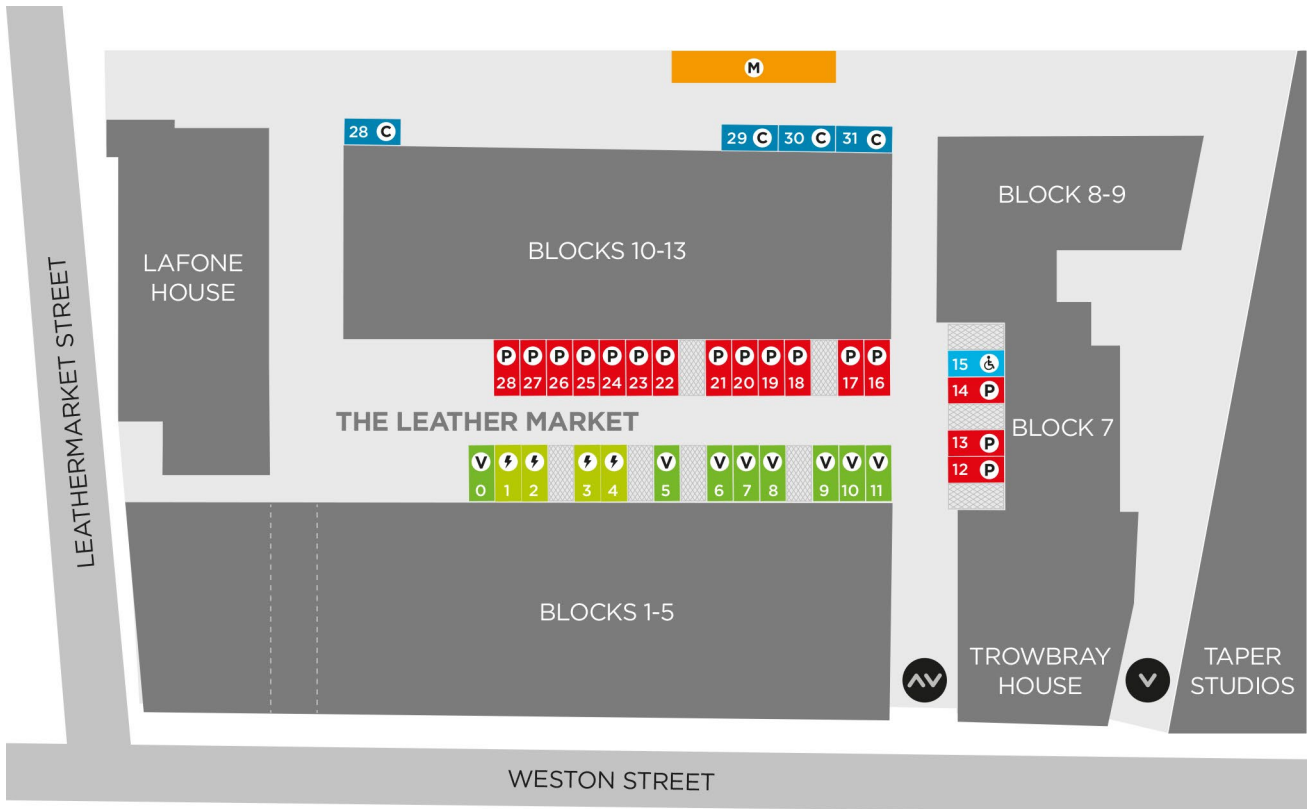 M
28 C
29 C 30 C 31 C
BLOCK 8-9
BLOCKS 10-13
LAFONE
HOUSE
LEATHERMARKET STREET
P P P P P P P P P P P P P
28 27 26 25 24 23 22 21 20 19 18 17 16
15
14 P
THE LEATHER MARKET
BLOCK 7
13 P
12 P
V V V V V V V V
0 1 2 3 4 5 6 7 8 9 10 11
BLOCKS 1-5
TROWBRAY
HOUSE
V
TAPER
STUDIOS
WESTON STREET